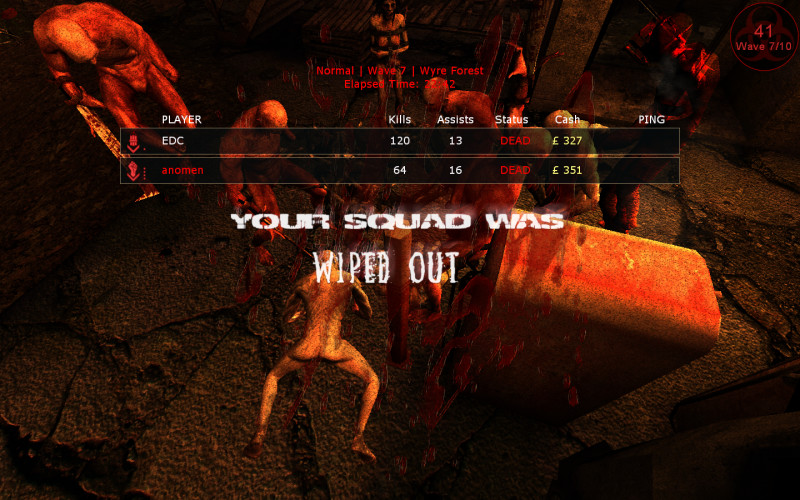 41
Wave 7/10
Normal | Wave 7 | Wyre Forest
Elapsed Time:
PLAYER Kills Assists Status Cash PING
EDC 120 13 DEAD £ 327
anomen 64 16 DEAD £ 351
YOUR SQUAD WAS
WIPED OUT